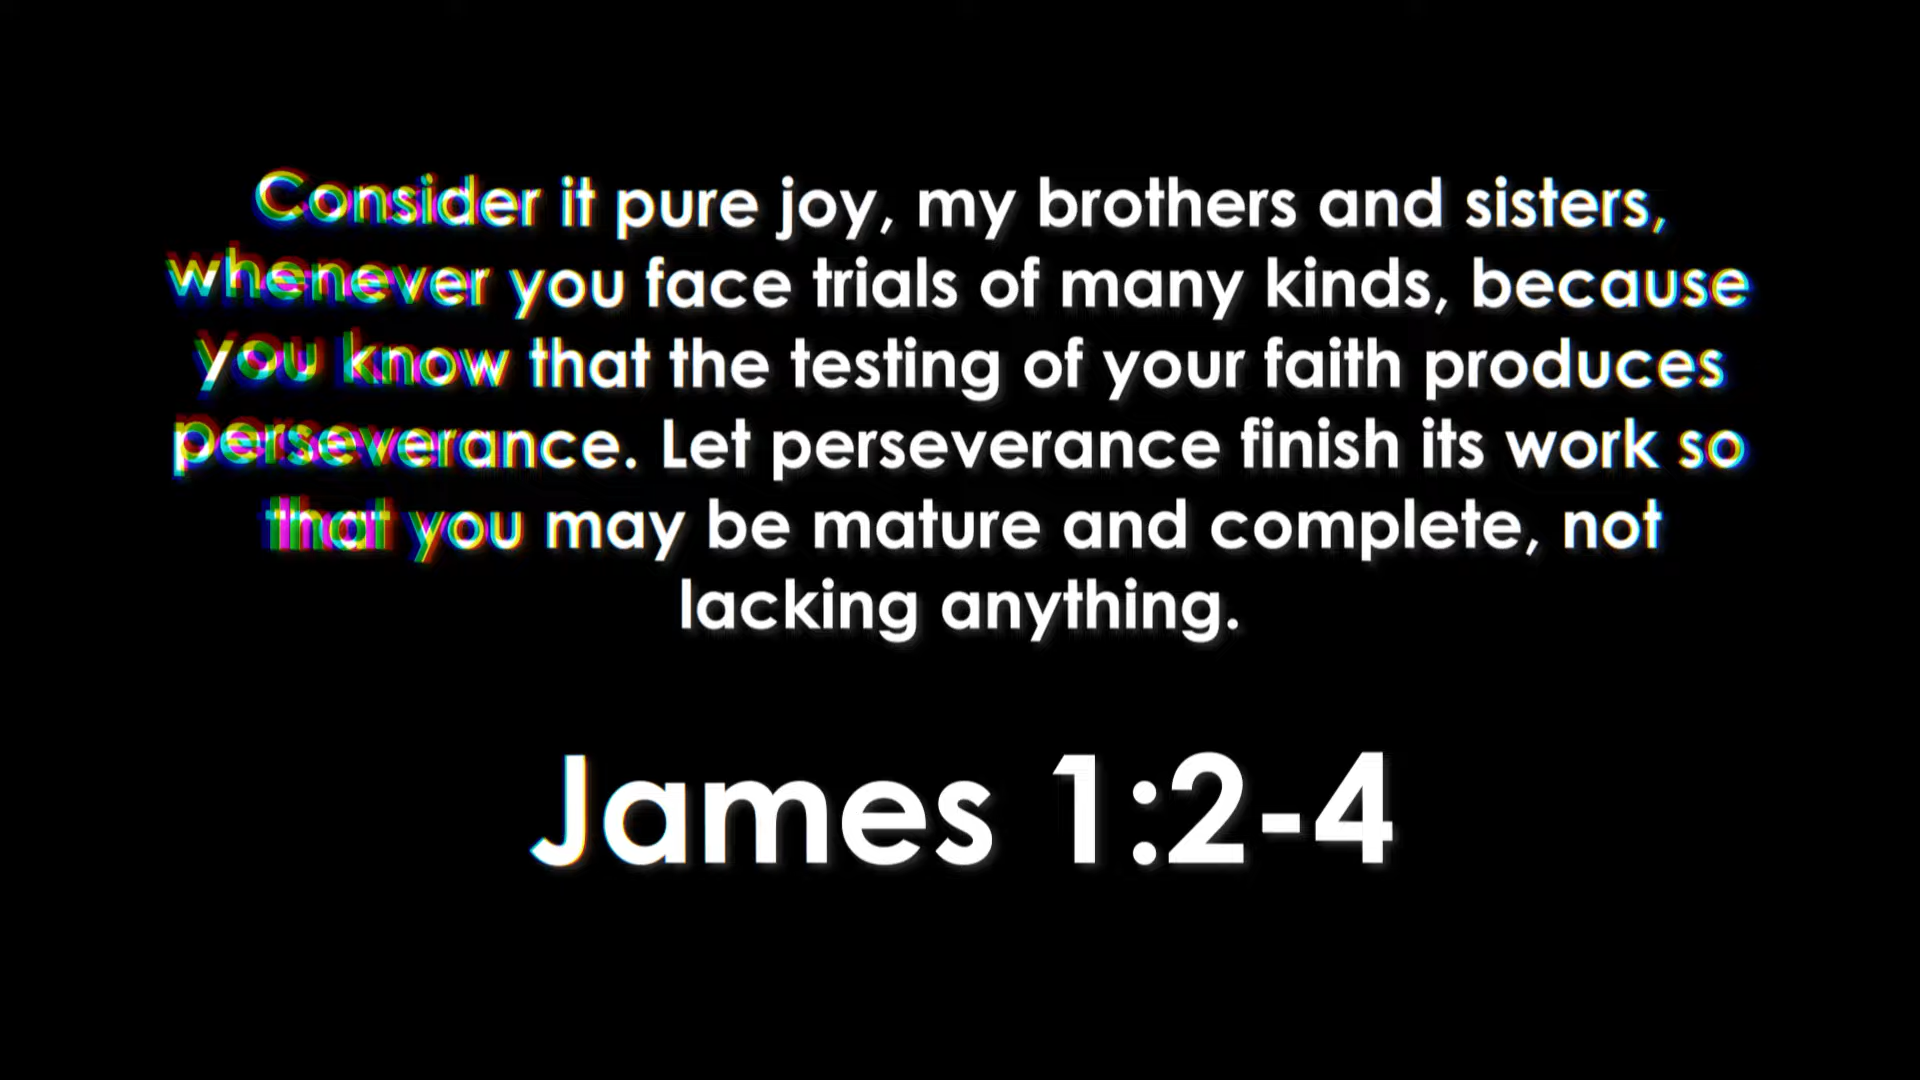 Consider it pure joy, my brothers and sisters,
whenever you face trials of many kinds, because
you know that the testing of your faith produces
perseverance. Let perseverance finish its work so
that you may be mature and complete, not
lacking anything.
James 1:2-4